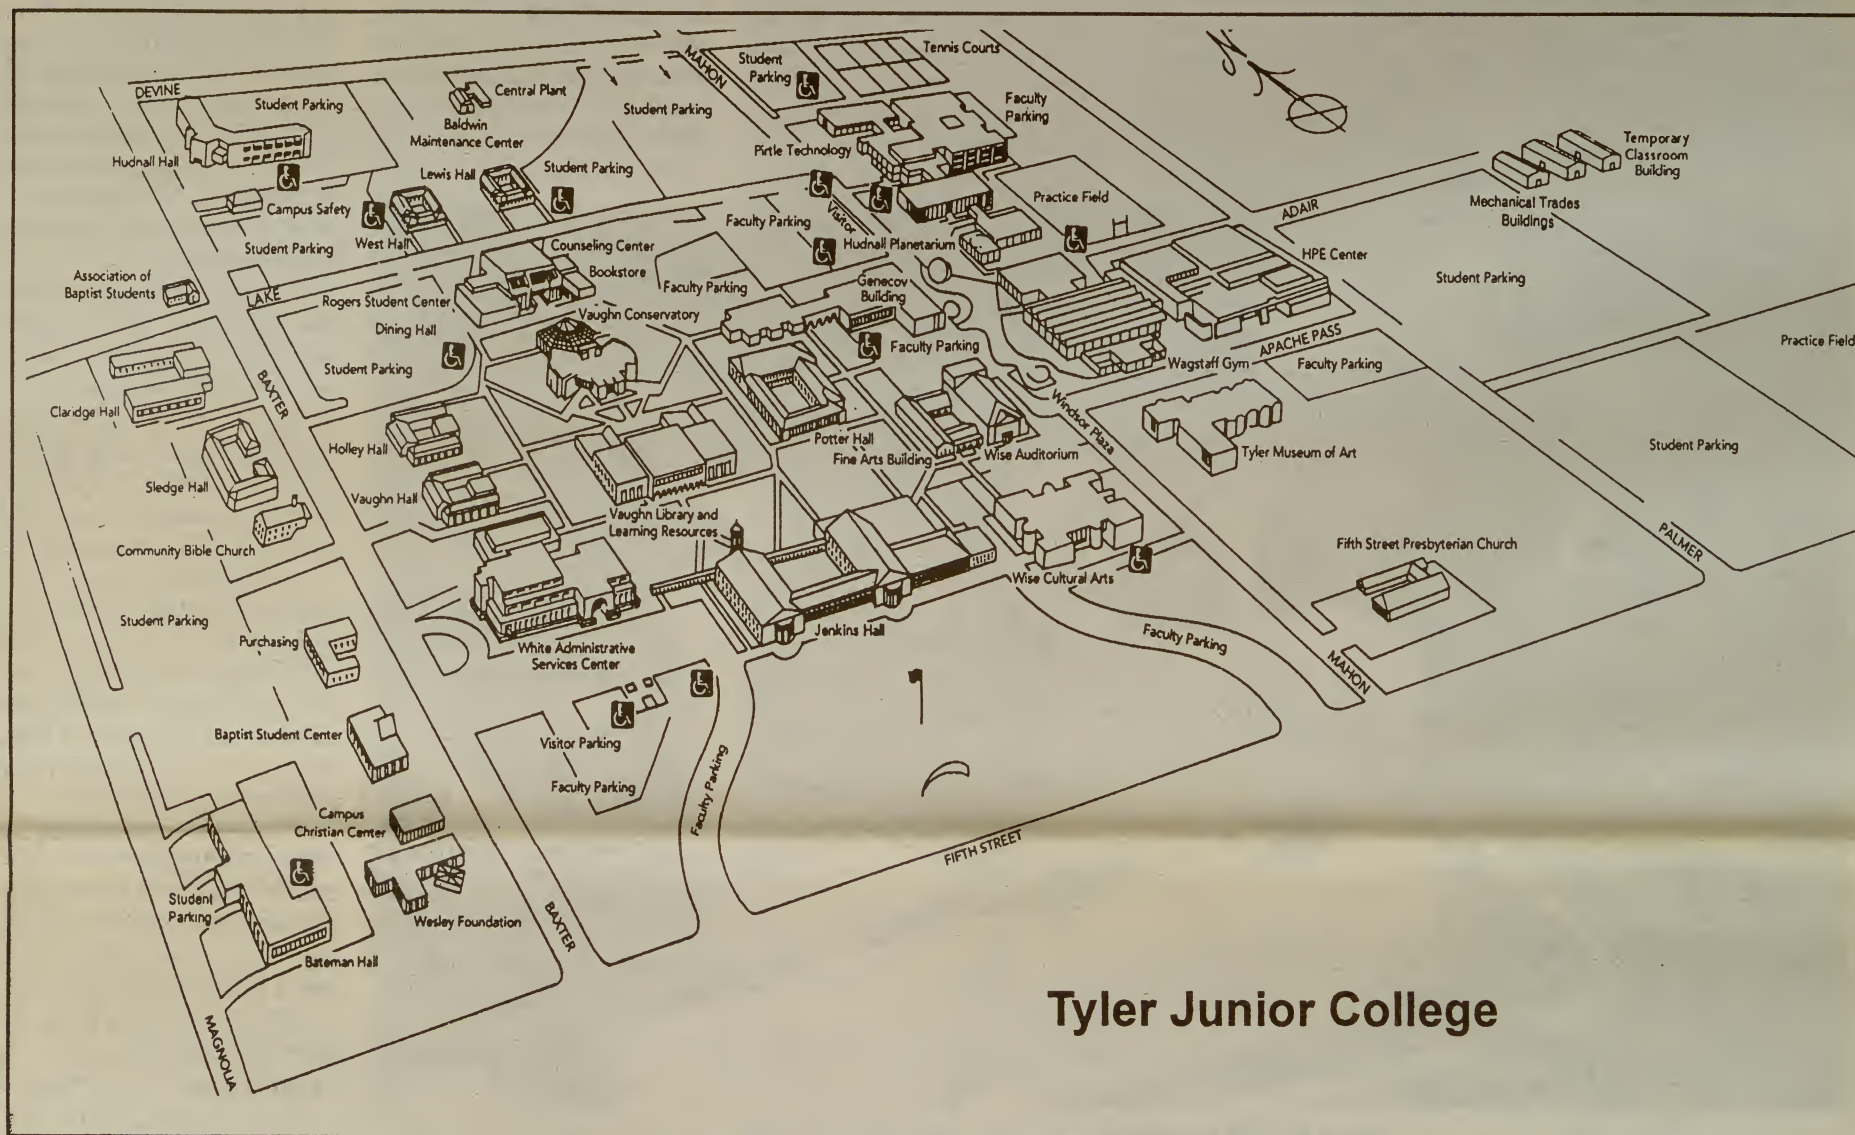 DEVINE
Student Parking
Hudnall Hall
Central Plant
Baldwin
Maintenance Center
MAHON
Student
Parking
Tennis Courts
Student Parking
Faculty
Parking
Pirtle Technology
Lewis Hall
Student Parking
Campus Safety
West Hall
Student Parking
Faculty Parking
Visitor
Practice Field
Hudnall Planetarium
ADAIR
Temporary
Classroom
Building
Mechanical Trades
Buildings
HPE Center
Student Parking
Association of
Baptist Students
LAKE
Counseling Center
Bookstore
Rogers Student Center
Dining Hall
Student Parking
Vaughn Conservatory
Faculty Parking
Genecov
Building
Faculty Parking
Wagstaff Gym
APACHE PASS
Faculty Parking
Practice Field
Claridge Hall
BAXTER
Sledge Hall
Holley Hall
Vaughn Hall
Potter Hall
Fine Arts Building
Wise Auditorium
Windsor Plaza
Tyler Museum of Art
Student Parking
Community Bible Church
Vaughn Library and
Learning Resources
Wise Cultural Arts
Fifth Street Presbyterian Church
PALMER
Student Parking
Purchasing
White Administrative
Services Center
Jenkins Hall
Faculty Parking
MAHON
Baptist Student Center
Visitor Parking
Faculty Parking
Faculty Parking
Campus
Christian Center
FIFTH STREET
Student
Parking
Wesley Foundation
BAXTER
Bateman Hall
MAGNOLIA
Tyler Junior College